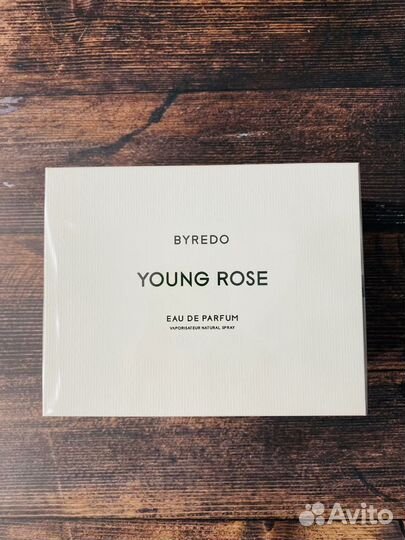 BYREDO
YOUNG ROSE
EAU DE PARFUM
VAPORISATEUR NATURAL SPRAY
Avito